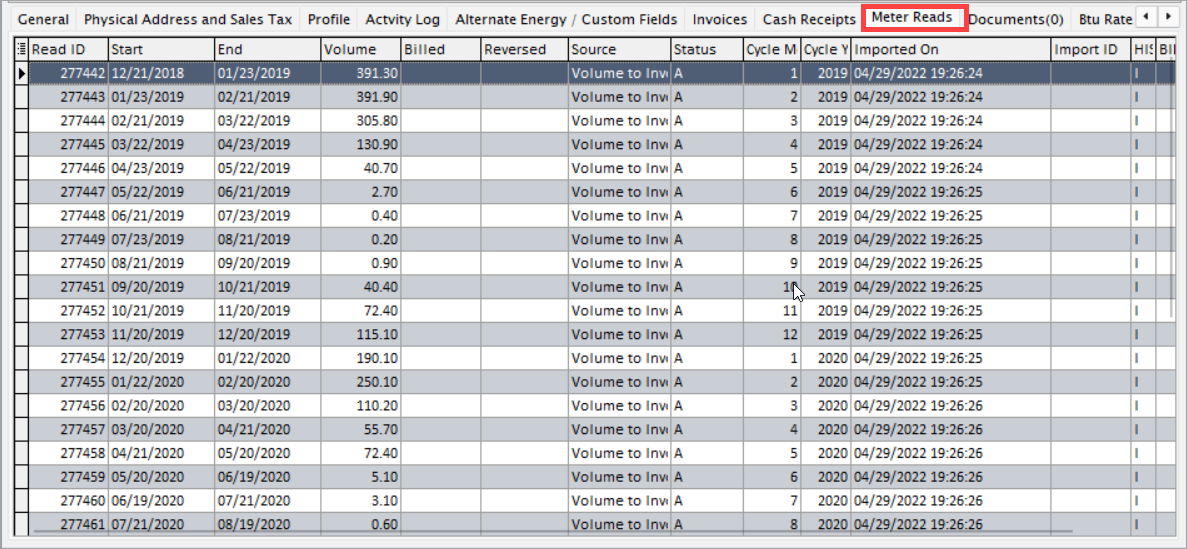 General Physical Address and Sales Tax Profile Actvity Log Alternate Energy / Custom Fields Invoices Cash Receipts Meter Reads Documents(0) Btu Rate
Read ID Start End Volume Billed Reversed Source Status Cycle M Cycle Y Imported On Import ID HIS BII
277442 12/21/2018 01/23/2019 391.30 Volume to Inv A 1 2019 04/29/2022 19:26:24 I
277443 01/23/2019 02/21/2019 391.90 Volume to Inv A 2 2019 04/29/2022 19:26:24 I
277444 02/21/2019 03/22/2019 305.80 Volume to Inv A 3 2019 04/29/2022 19:26:24 I
277445 03/22/2019 04/23/2019 130.90 Volume to Inv A 4 2019 04/29/2022 19:26:24 I
277446 04/23/2019 05/22/2019 40.70 Volume to Inv A 5 2019 04/29/2022 19:26:24 I
277447 05/22/2019 06/21/2019 2.70 Volume to Inv A 6 2019 04/29/2022 19:26:25 I
277448 06/21/2019 07/23/2019 0.40 Volume to Inv A 7 2019 04/29/2022 19:26:25 I
277449 07/23/2019 08/21/2019 0.20 Volume to Inv A 8 2019 04/29/2022 19:26:25 I
277450 08/21/2019 09/20/2019 0.90 Volume to Inv A 9 2019 04/29/2022 19:26:25 I
277451 09/20/2019 10/21/2019 40.40 Volume to Inv A 10 2019 04/29/2022 19:26:25 I
277452 10/21/2019 11/20/2019 72.40 Volume to Inv A 11 2019 04/29/2022 19:26:25 I
277453 11/20/2019 12/20/2019 115.10 Volume to Inv A 12 2019 04/29/2022 19:26:25 I
277454 12/20/2019 01/22/2020 190.10 Volume to Inv A 1 2020 04/29/2022 19:26:25 I
277455 01/22/2020 02/20/2020 250.10 Volume to Inv A 2 2020 04/29/2022 19:26:25 I
277456 02/20/2020 03/20/2020 110.20 Volume to Inv A 3 2020 04/29/2022 19:26:26 I
277457 03/20/2020 04/21/2020 55.70 Volume to Inv A 4 2020 04/29/2022 19:26:26 I
277458 04/21/2020 05/20/2020 72.40 Volume to Inv A 5 2020 04/29/2022 19:26:26 I
277459 05/20/2020 06/19/2020 5.10 Volume to Inv A 6 2020 04/29/2022 19:26:26 I
277460 06/19/2020 07/21/2020 3.10 Volume to Inv A 7 2020 04/29/2022 19:26:26 I
277461 07/21/2020 08/19/2020 0.60 Volume to Inv A 8 2020 04/29/2022 19:26:26 I